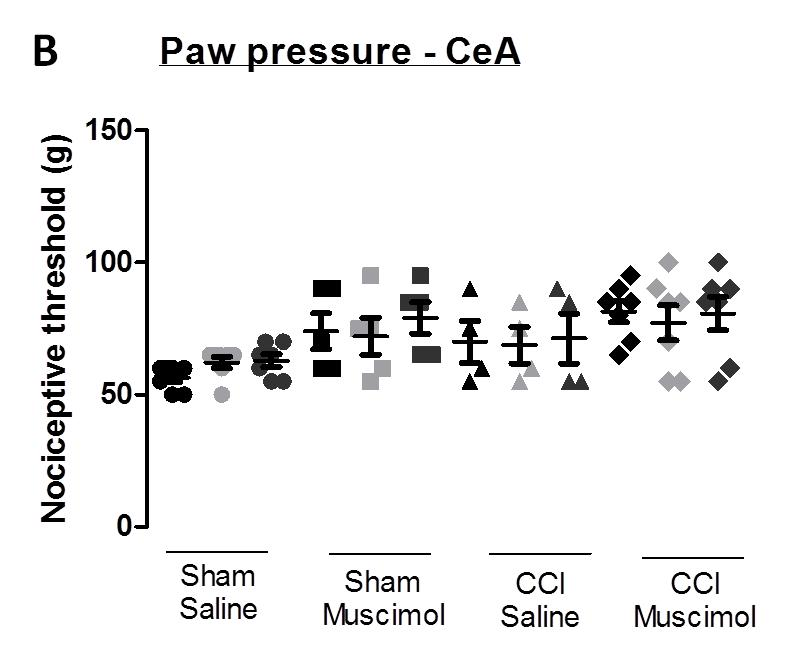 B
Paw pressure - CeA
Nociceptive threshold (g)
150
100
50
0
Sham
Saline
Sham
Muscimol
CCI
Saline
CCI
Muscimol